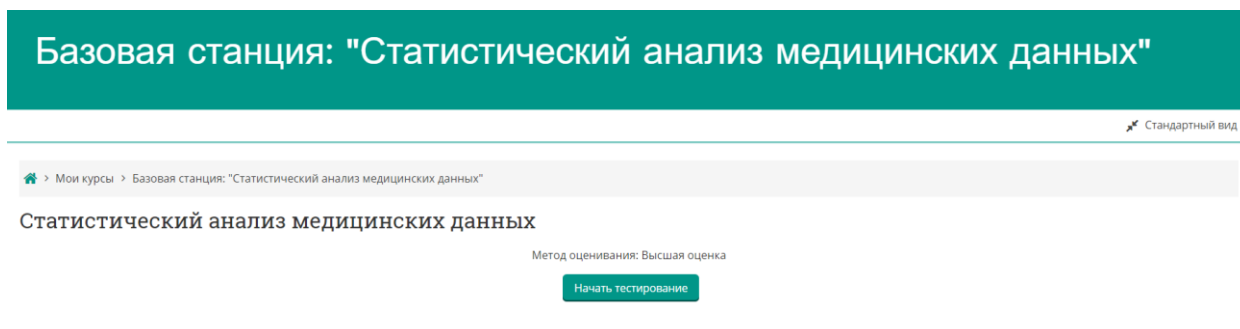 Базовая станция: "Статистический анализ медицинских данных"
Стандартный вид
> Мои курсы > Базовая станция: "Статистический анализ медицинских данных"
Статистический анализ медицинских данных
Метод оценивания: Высшая оценка
Начать тестирование